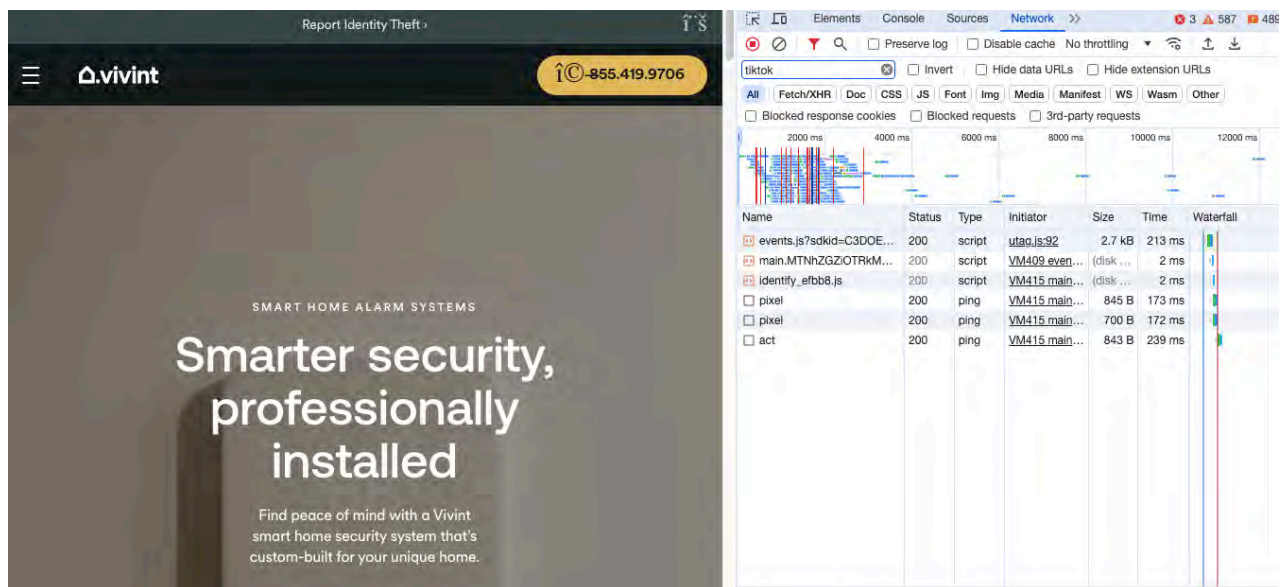 Report Identity Theft ›
îˆš
vivint
î©-855.419.9706
SMART HOME ALARM SYSTEMS
Smarter security,
professionally
installed
Find peace of mind with a Vivint
smart home security system that's
custom-built for your unique home.
Elements Console Sources Network 3 587 489
Preserve log Disable cache No throttling
tiktok Invert Hide data URLs Hide extension URLs
All Fetch/XHR Doc CSS JS Font Img Media Manifest WS Wasm Other
Blocked response cookies Blocked requests 3rd-party requests
2000 ms 4000 ms 6000 ms 8000 ms 10000 ms 12000 ms
Name Status Type Initiator Size Time Waterfall
events.js?sdkid=C3DOE... 200 script utag.js:92 2.7 kB 213 ms
main.MTNhZGZiOTRkM... 200 script VM409 even... (disk ... 2 ms
identify_efbb8.js 200 script VM415 main... (disk ... 2 ms
pixel 200 ping VM415 main... 845 B 173 ms
pixel 200 ping VM415 main... 700 B 172 ms
act 200 ping VM415 main... 843 B 239 ms